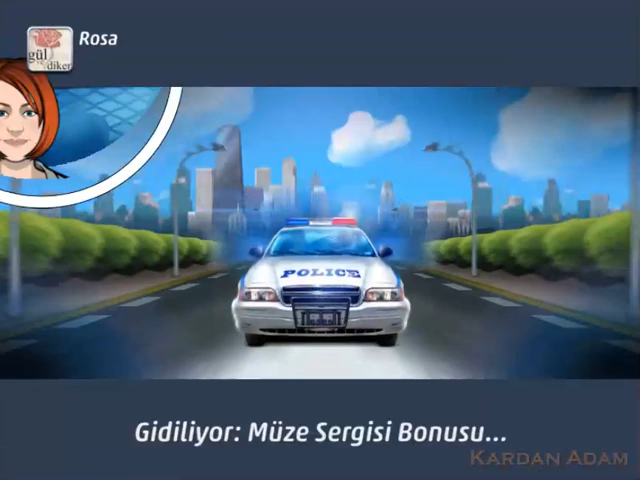 Rosa
gül
diker
POLICE
Gidiliyor: Müze Sergisi Bonusu...
KARDAN ADAM